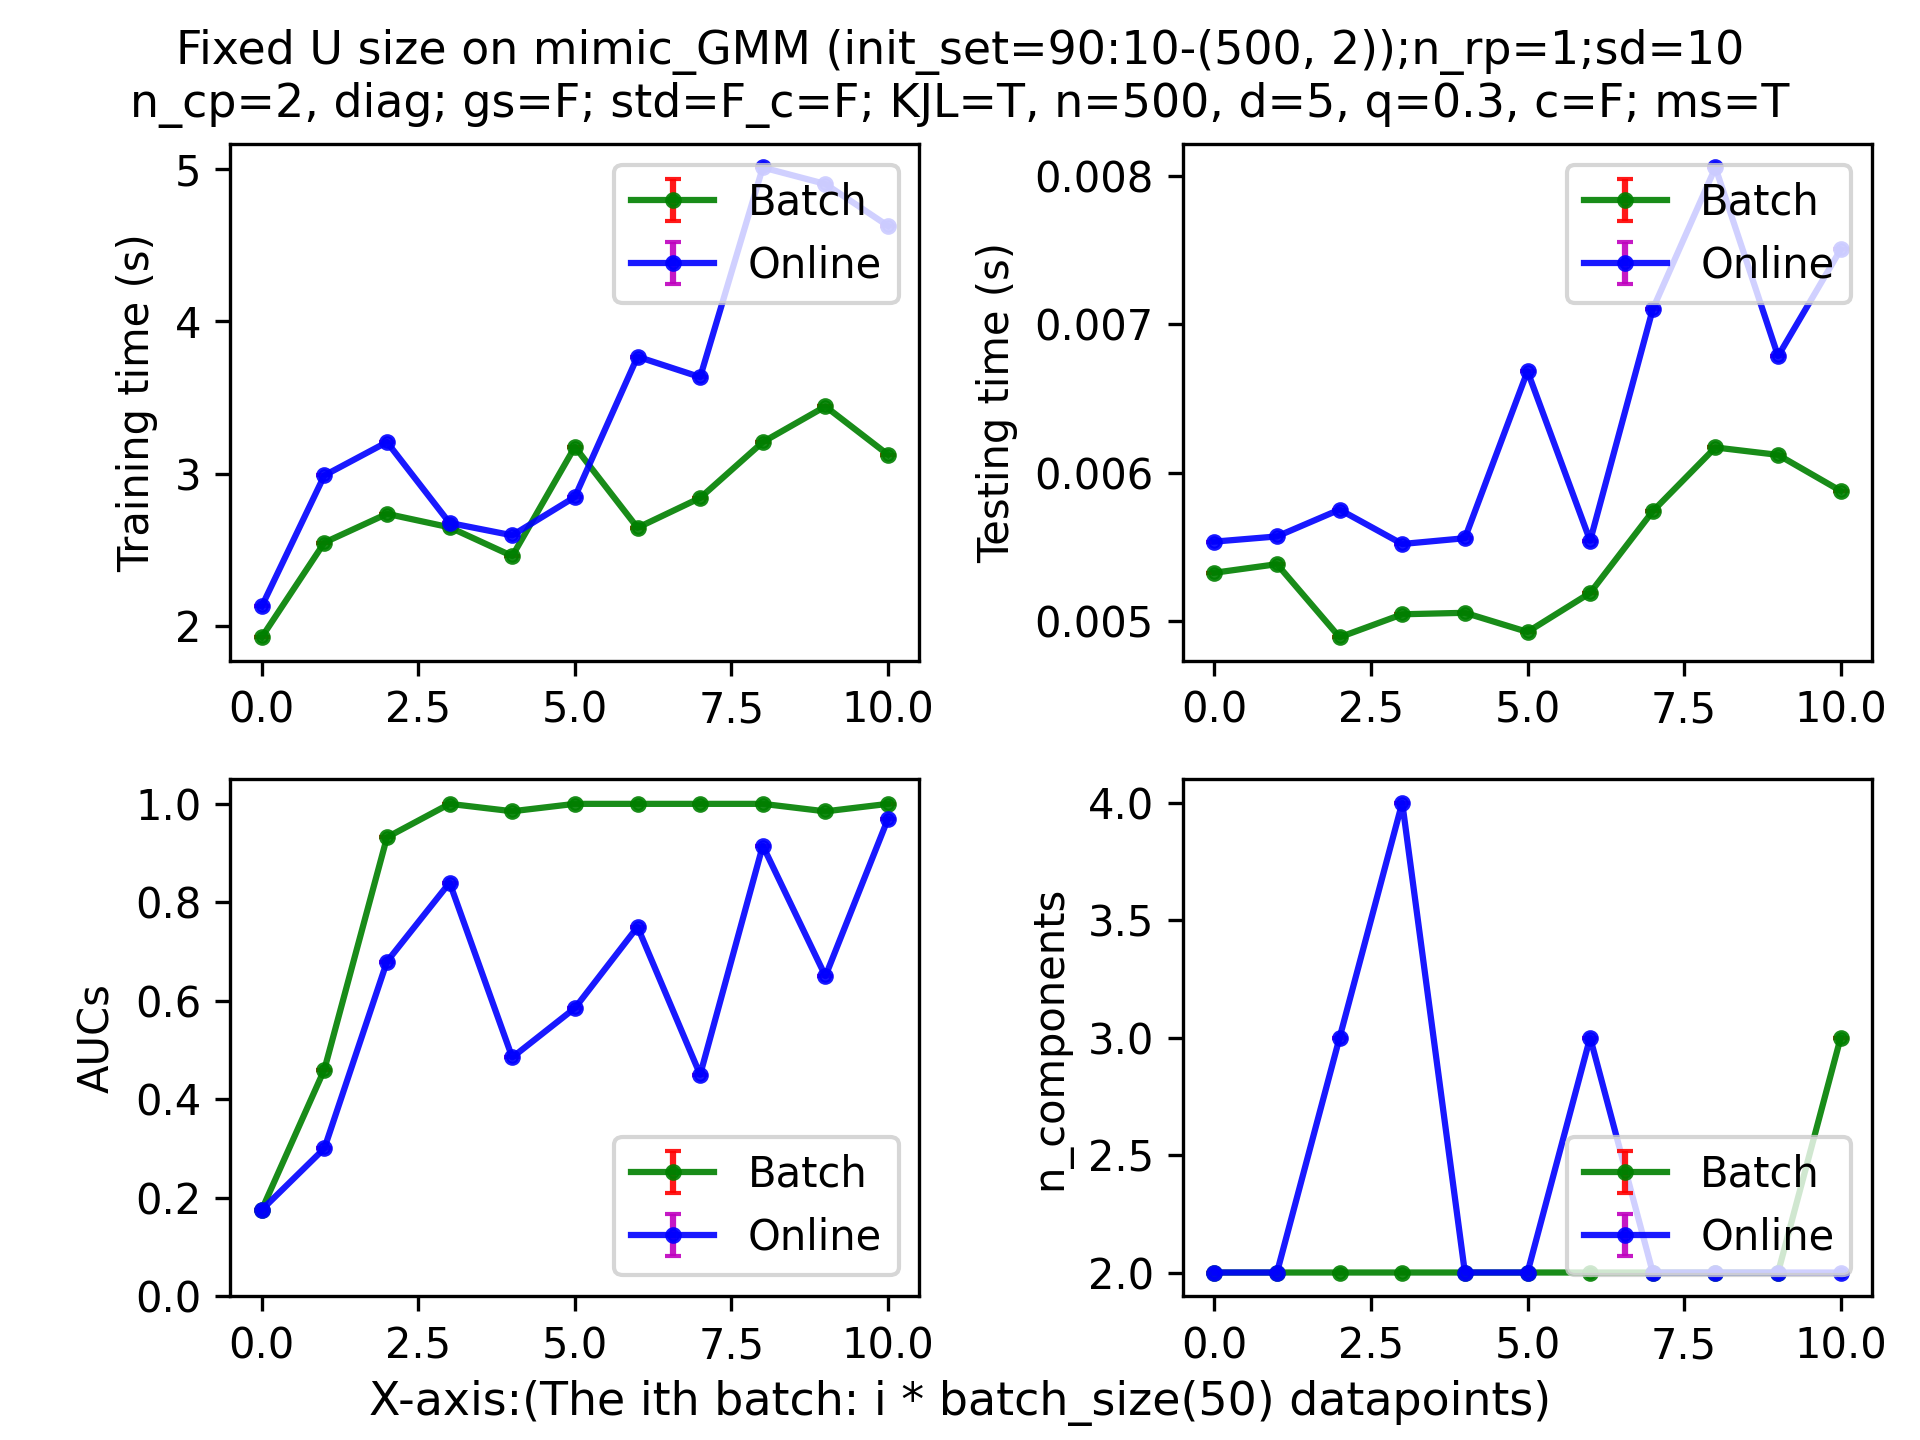 Fixed U size on mimic_GMM (init_set=90:10-(500, 2));n_rp=1;sd=10
n_cp=2, diag; gs=F; std=F_c=F; KJL=T, n=500, d=5, q=0.3, c=F; ms=T
Training time (s)
5
4
3
2
0.0 2.5 5.0 7.5 10.0
Batch
Online
Testing time (s)
0.008
0.007
0.006
0.005
0.0 2.5 5.0 7.5 10.0
Batch
Online
AUCs
1.0
0.8
0.6
0.4
0.2
0.0
0.0 2.5 5.0 7.5 10.0
Batch
Online
n_components
4.0
3.5
3.0
2.5
2.0
0.0 2.5 5.0 7.5 10.0
Batch
Online
X-axis:(The ith batch: i * batch_size(50) datapoints)